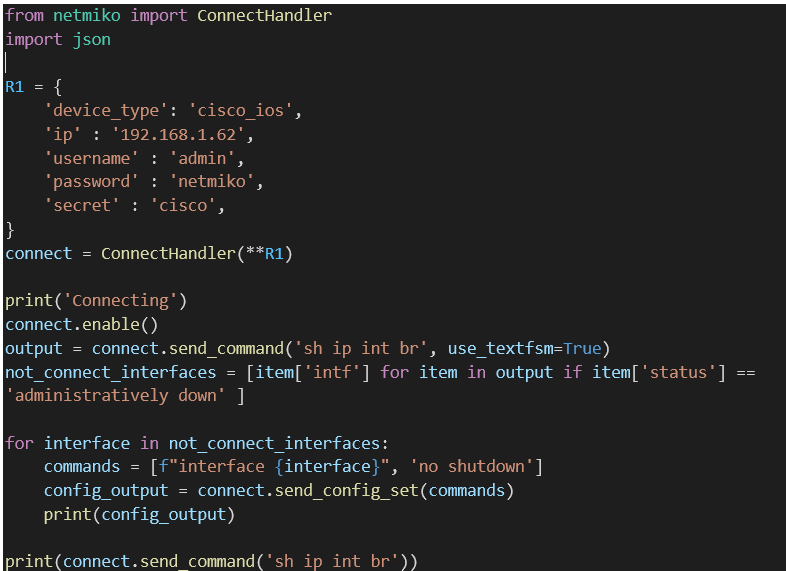 from netmiko import ConnectHandler
import json
R1 = {
    'device_type': 'cisco_ios',
    'ip' : '192.168.1.62',
    'username' : 'admin',
    'password' : 'netmiko',
    'secret' : 'cisco',
}
connect = ConnectHandler(**R1)
print('Connecting')
connect.enable()
output = connect.send_command('sh ip int br', use_textfsm=True)
not_connect_interfaces = [item['intf'] for item in output if item['status'] ==
'administratively down' ]
for interface in not_connect_interfaces:
    commands = [f"interface {interface}", 'no shutdown']
    config_output = connect.send_config_set(commands)
    print(config_output)
print(connect.send_command('sh ip int br'))